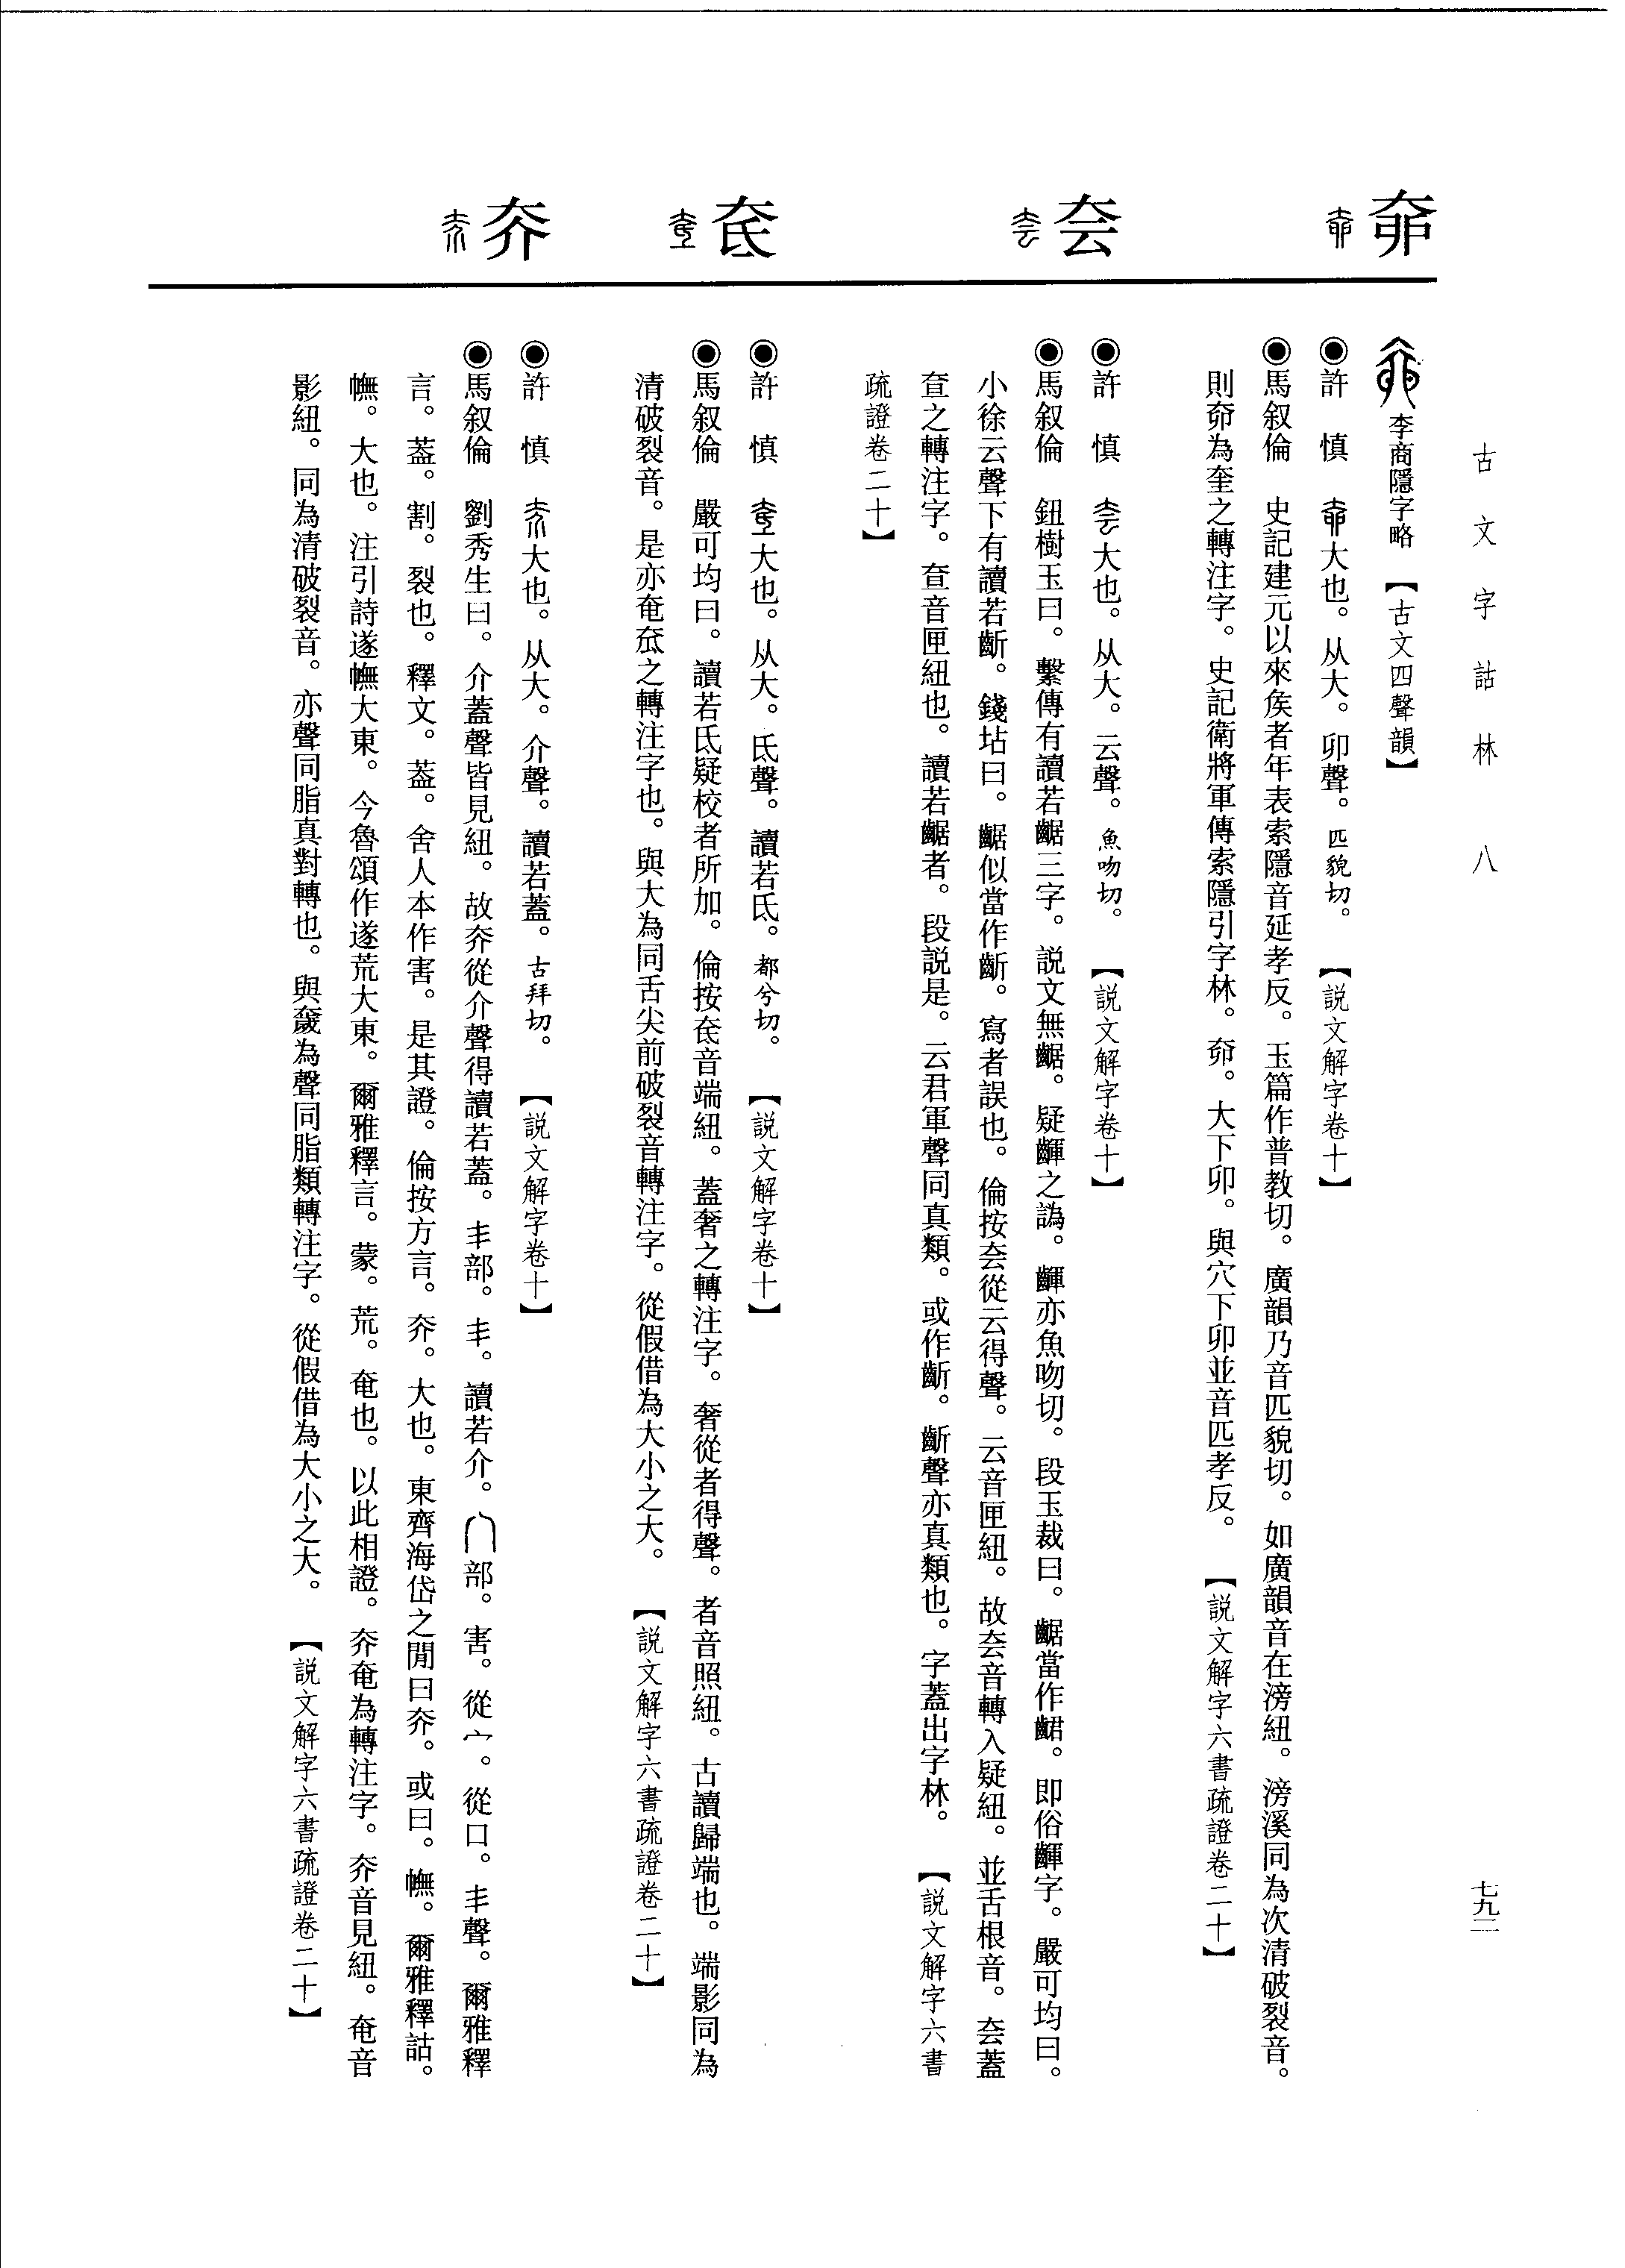 古文字詁林　八
七九二
奅
夽
奃
夰
李商隱字略　【古文四聲韻】
◉許　慎　大也。从大。卯聲。匹貌切。【說文解字卷十】
◉馬叙倫　史記建元以來矦者年表索隱音延孝反。玉篇作普教切。廣韻乃音匹貌切。如廣韻音在滂紐。滂溪同為次清破裂音。
則奅為奎之轉注字。史記衛將軍傳索隱引字林。奅。大下卯。與穴下卯並音匹孝反。【說文解字六書疏證卷二十】
◉許　慎　大也。从大。云聲。魚吻切。【說文解字卷十】
◉馬叙倫　鈕樹玉曰。繫傳有讀若齫三字。說文無齫。疑齳之譌。齳亦魚吻切。段玉裁曰。齫當作齳。即俗齳字。嚴可均曰。
小徐云聲下有讀若齗。錢坫曰。齫似當作齗。寫者誤也。倫按夽從云得聲。云音匣紐。故夽音轉入疑紐。並舌根音。夽蓋
查之轉注字。查音匣紐也。讀若齫者。段説是。云君軍聲同真類。或作齗。齗聲亦真類也。字蓋出字林。【說文解字六書
疏證卷二十】
◉許　慎　大也。从大。氐聲。讀若氐。都兮切。【說文解字卷十】
◉馬叙倫　嚴可均曰。讀若氐疑校者所加。倫按奃音端紐。蓋奢之轉注字。奢從者得聲。者音照紐。古讀歸端也。端影同為
清破裂音。是亦奄夳之轉注字也。與大為同舌尖前破裂音轉注字。從假借為大小之大。【說文解字六書疏證卷二十】
◉許　慎　大也。从大。介聲。讀若蓋。古拜切。【說文解字卷十】
◉馬叙倫　劉秀生曰。介蓋聲皆見紐。故奒從介聲得讀若蓋。丯部。丯。讀若介。宀部。害。從宀。從口。丯聲。爾雅釋
言。蓋。割。裂也。釋文。蓋。舍人本作害。是其證。倫按方言。夰。大也。東齊海岱之閒曰夰。或曰。幠。爾雅釋詁。
幠。大也。注引詩遂幠大東。今魯頌作遂荒大東。爾雅釋言。蒙。荒。奄也。以此相證。夰奄為轉注字。夰音見紐。奄音
影紐。同為清破裂音。亦聲同脂真對轉也。與奯為聲同脂類轉注字。從假借為大小之大。【說文解字六書疏證卷二十】